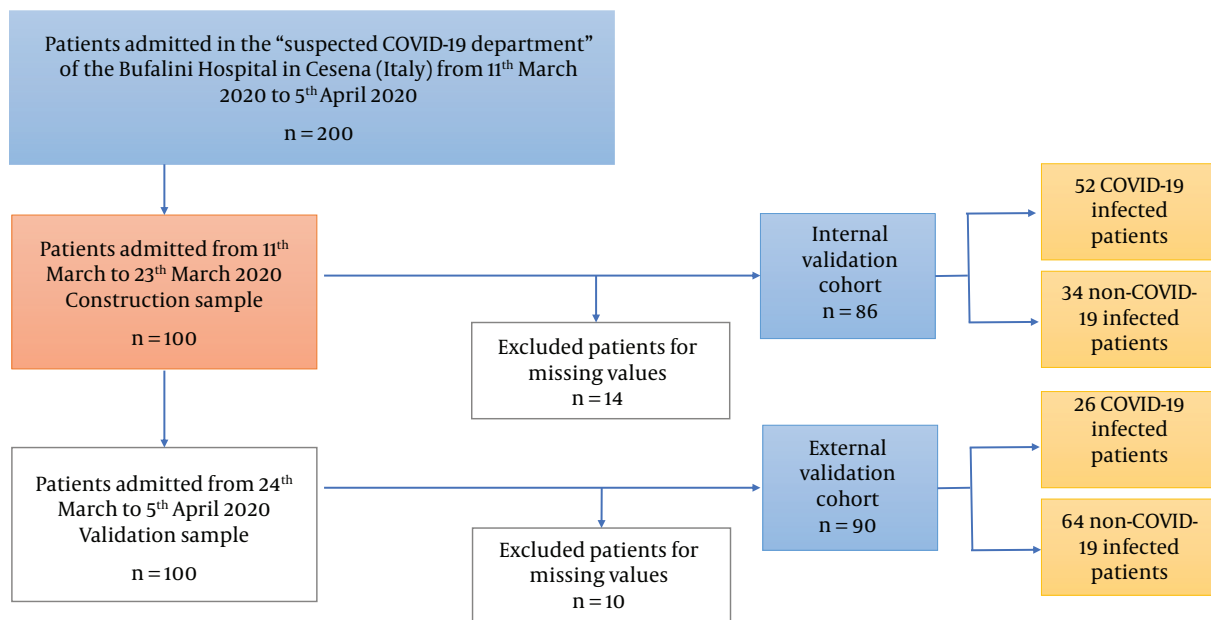 Patients admitted in the “suspected COVID-19 department”
of the Bufalini Hospital in Cesena (Italy) from 11th March
2020 to 5th April 2020
n = 200
Patients admitted from 11th
March to 23th March 2020
Construction sample
n = 100
Excluded patients for
missing values
n = 14
Internal
validation
cohort
n = 86
52 COVID-19
infected
patients
34 non-COVID-
19 infected
patients
Patients admitted from 24th
March to 5th April 2020
Validation sample
n = 100
Excluded patients for
missing values
n = 10
External
validation
cohort
n = 90
26 COVID-19
infected
patients
64 non-COVID-
19 infected
patients